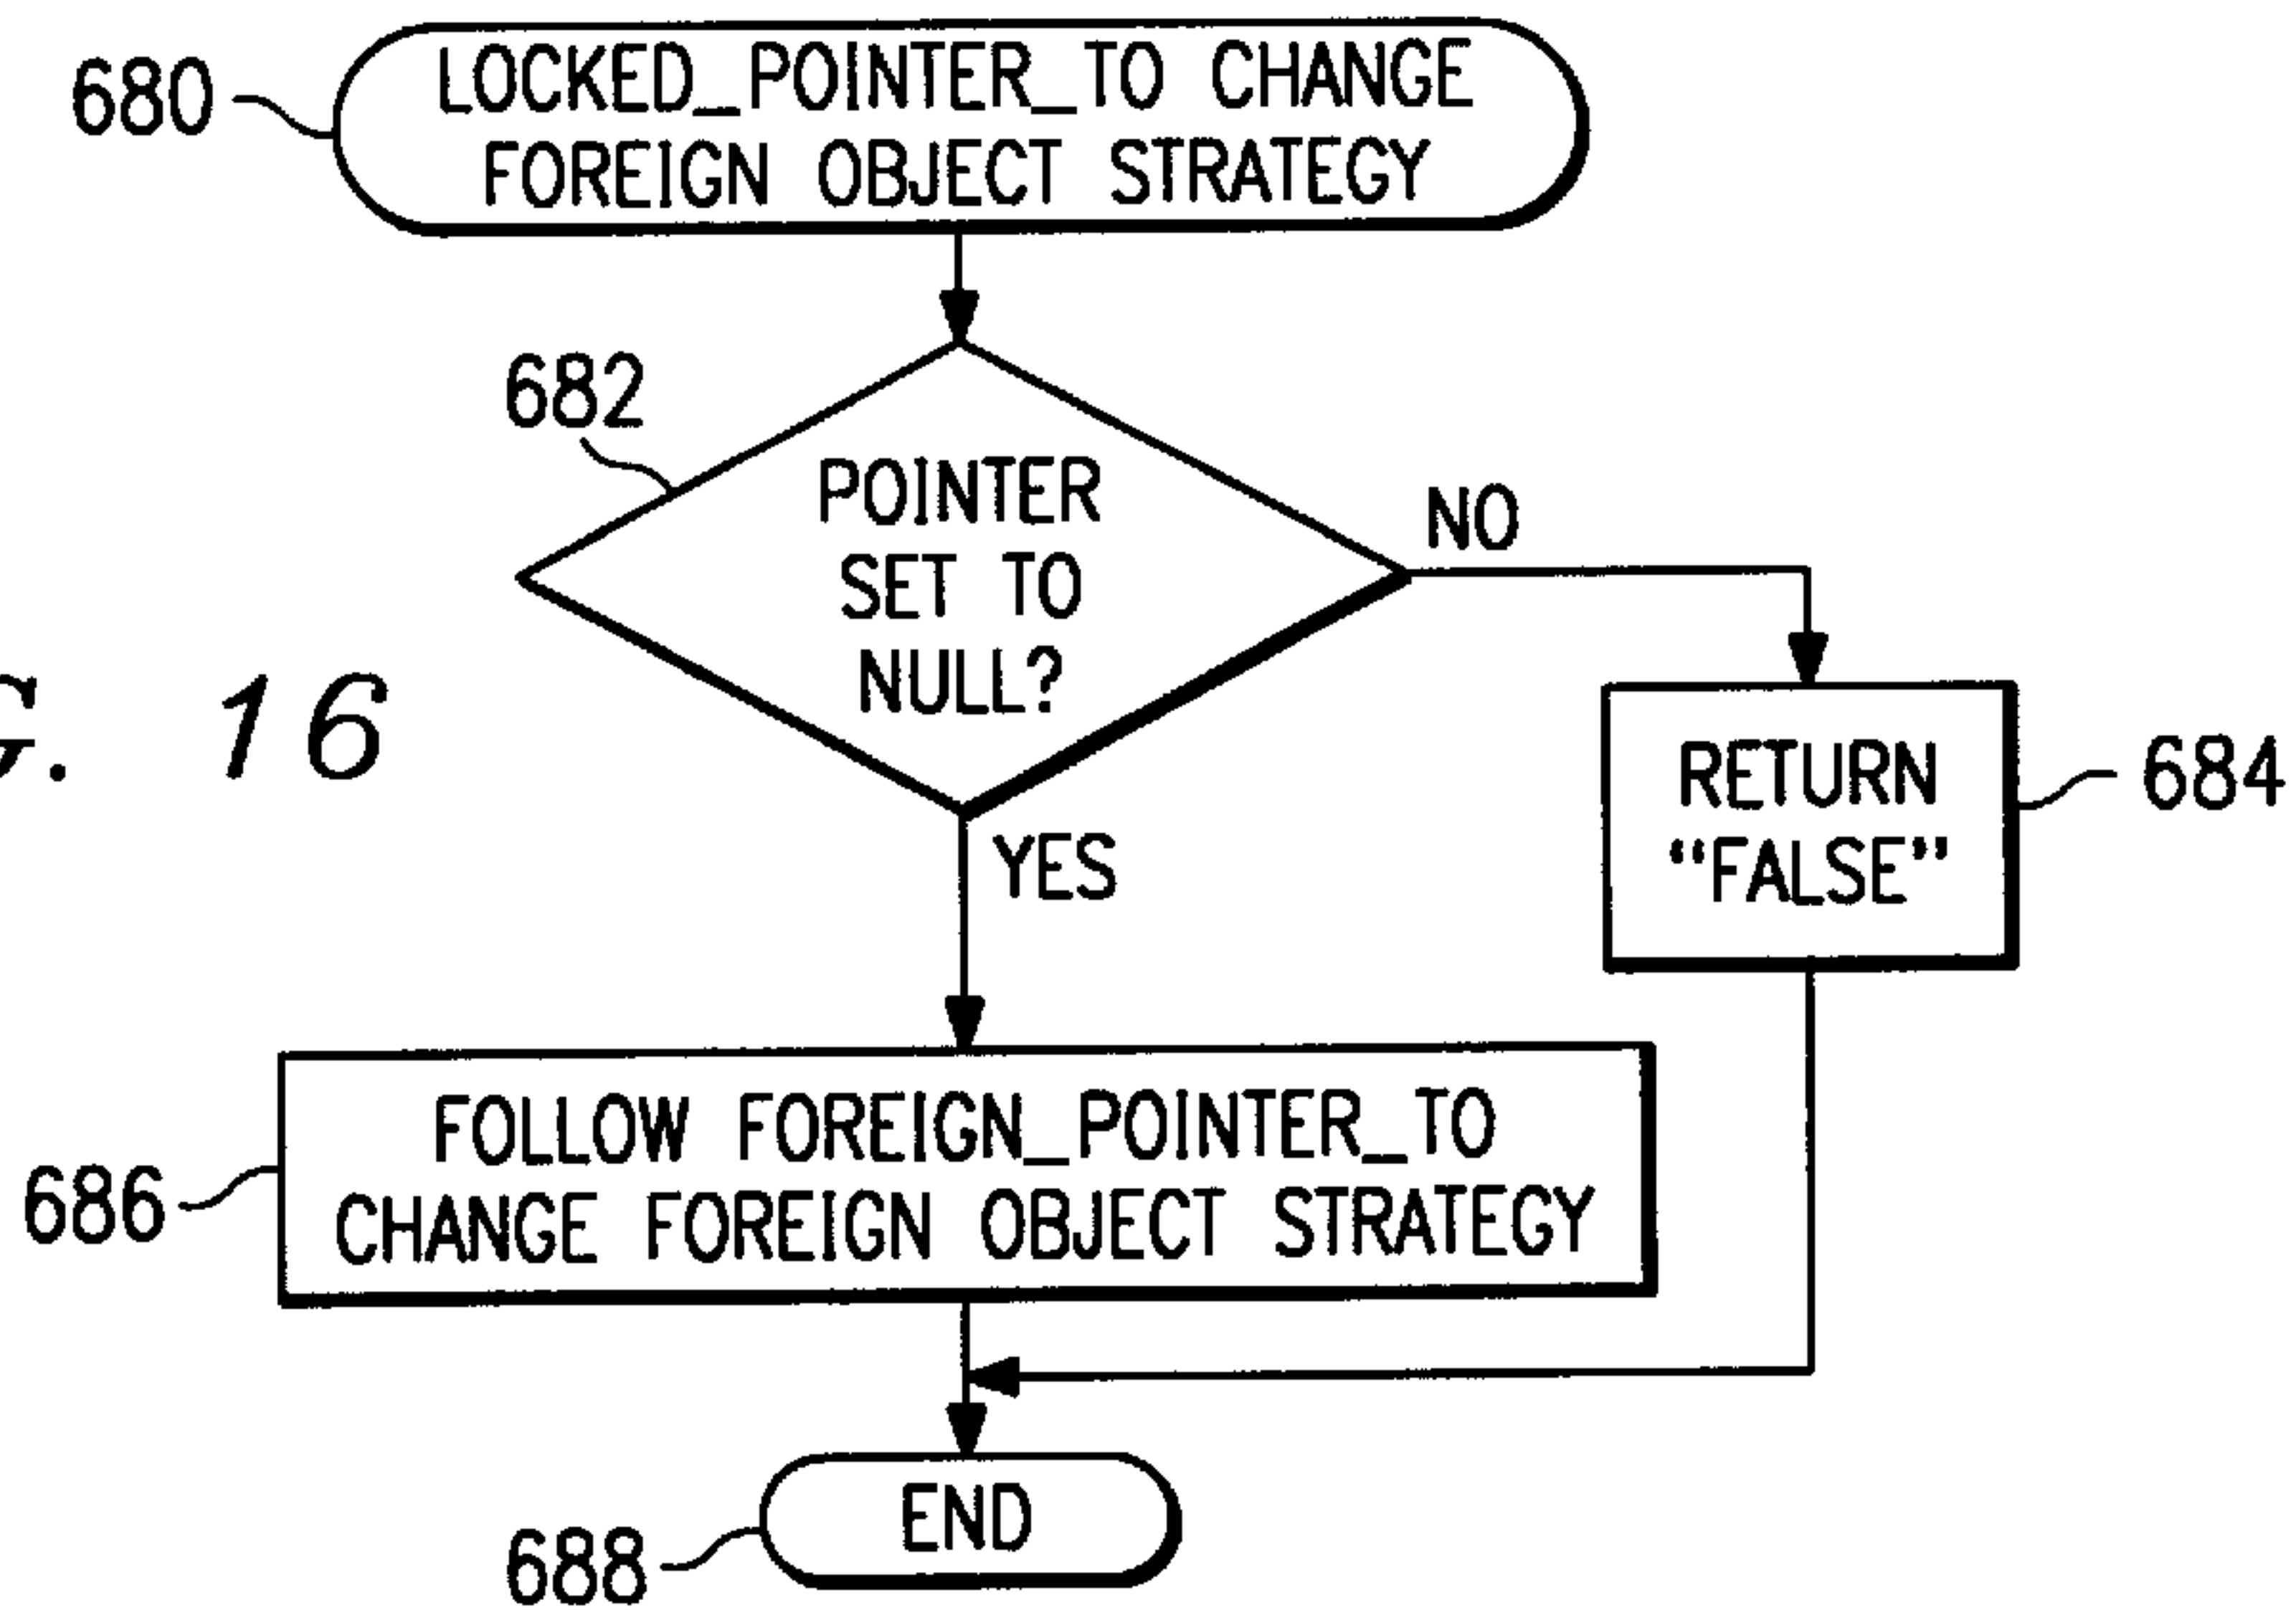 680
LOCKED_POINTER_TO CHANGE
FOREIGN OBJECT STRATEGY
682
POINTER
SET TO
NULL?
NO
YES
G. 16
RETURN
“FALSE”
684
686
FOLLOW FOREIGN_POINTER_TO
CHANGE FOREIGN OBJECT STRATEGY
688
END